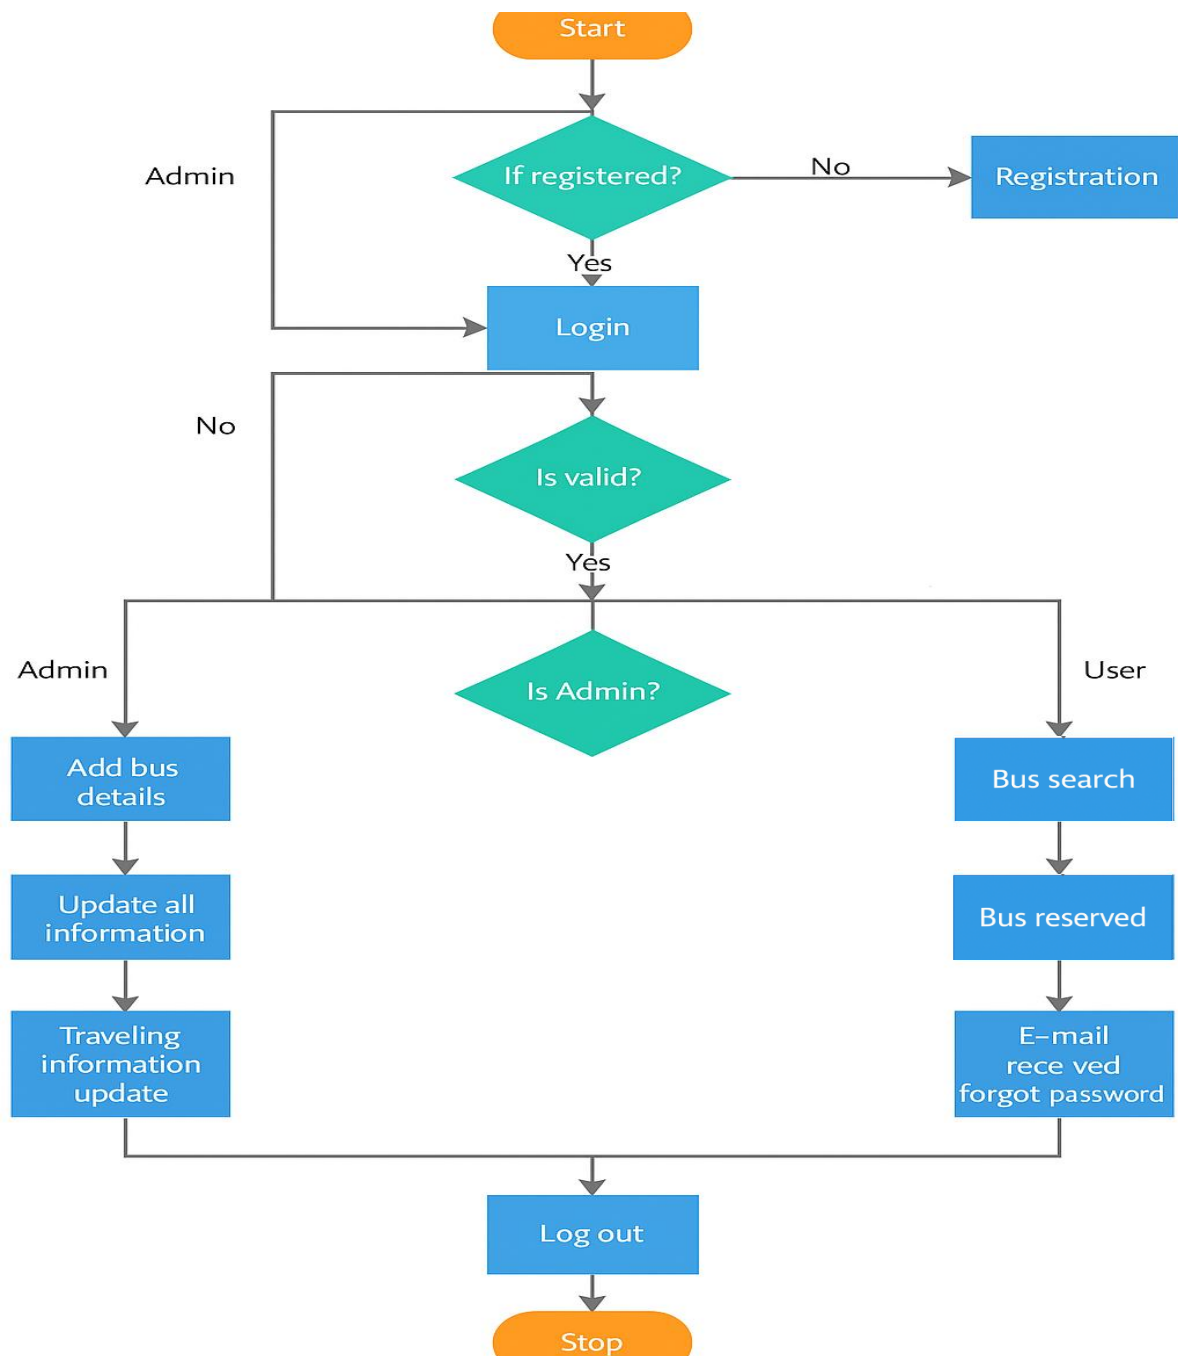 Start
Admin
If registered?
No
Registration
Yes
Login
No
Is valid?
Yes
Admin
Is Admin?
User
Add bus
details
Bus search
Update all
information
Bus reserved
Traveling
information
update
E-mail
rece ved
forgot password
Log out
Stop